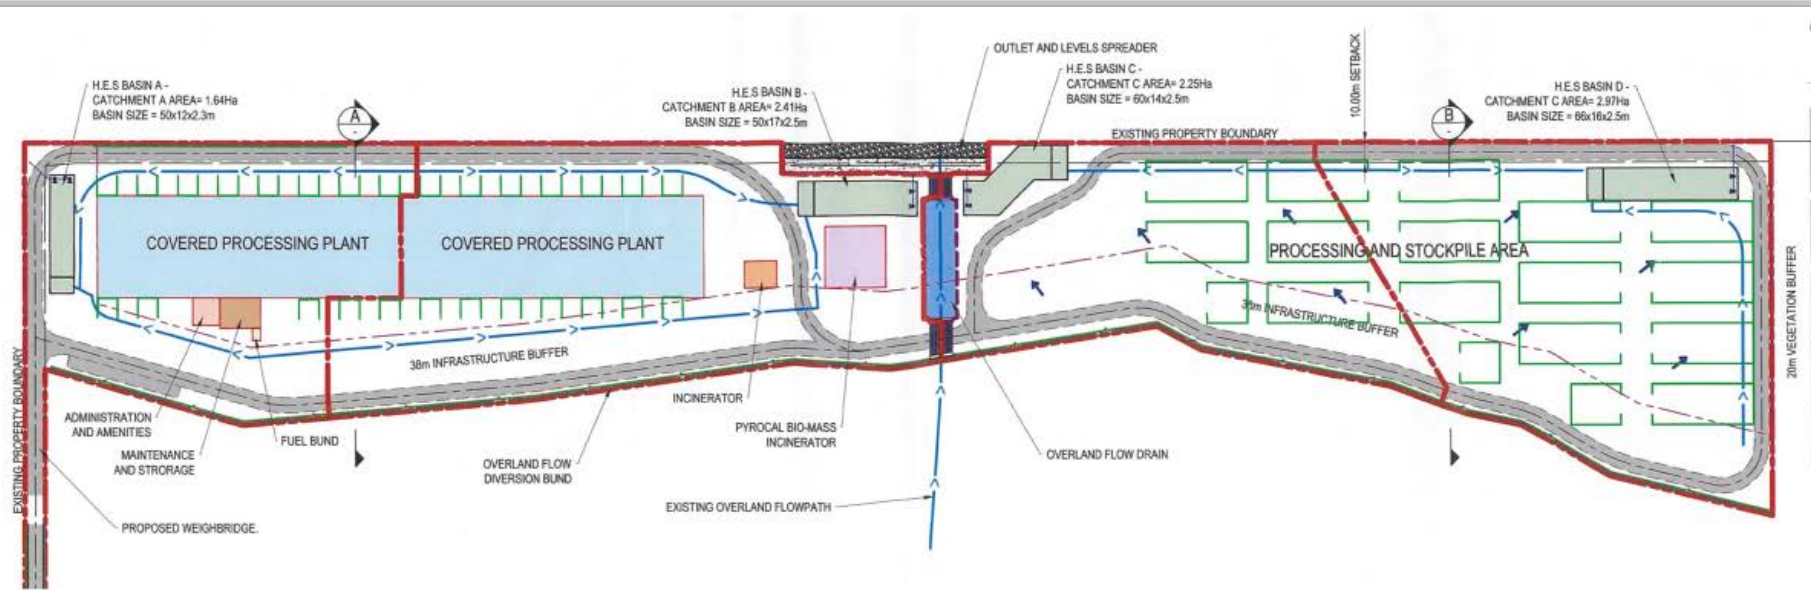 OUTLET AND LEVELS SPREADER
H.E.S BASIN A -
CATCHMENT A AREA= 1.64Ha
BASIN SIZE = 50x12x2.3m
A
-
H.E.S BASIN B -
CATCHMENT B AREA= 2.41Ha
BASIN SIZE = 50x17x2.5m
H.E.S BASIN C -
CATCHMENT C AREA= 2.25Ha
BASIN SIZE = 60x14x2.5m
10.00m SETBACK
EXISTING PROPERTY BOUNDARY
B
-
H.E.S BASIN D -
CATCHMENT C AREA= 2.97Ha
BASIN SIZE = 66x16x2.5m
COVERED PROCESSING PLANT
COVERED PROCESSING PLANT
PROCESSING AND STOCKPILE AREA
38m INFRASTRUCTURE BUFFER
38m INFRASTRUCTURE BUFFER
20m VEGETATION BUFFER
EXISTING PROPERTY BOUNDARY
ADMINISTRATION
AND AMENITIES
MAINTENANCE
AND STRORAGE
FUEL BUND
OVERLAND FLOW
DIVERSION BUND
INCINERATOR
PYROCAL BIO-MASS
INCINERATOR
OVERLAND FLOW DRAIN
EXISTING OVERLAND FLOWPATH
PROPOSED WEIGHBRIDGE.